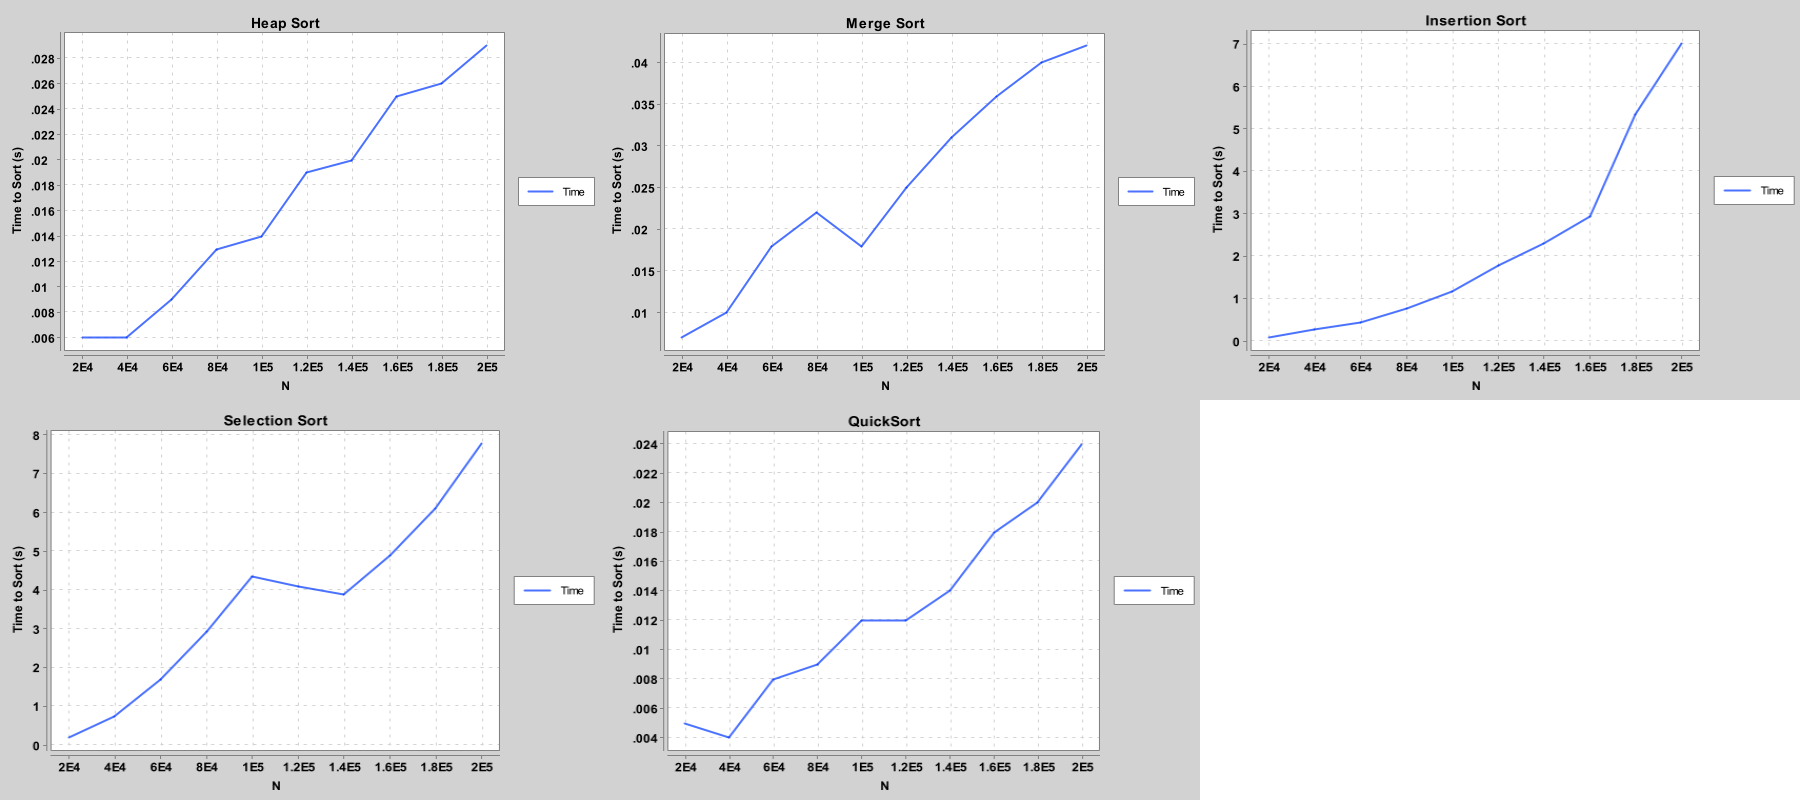 Heap Sort
.028
.026
.024
.022
.02
.018
.016
.014
.012
.01
.008
.006
Time to Sort (s)
2E4 4E4 6E4 8E4 1E5 1.2E5 1.4E5 1.6E5 1.8E5 2E5
N
Time
Merge Sort
.04
.035
.03
.025
.02
.015
.01
Time to Sort (s)
2E4 4E4 6E4 8E4 1E5 1.2E5 1.4E5 1.6E5 1.8E5 2E5
N
Time
Insertion Sort
7
6
5
4
3
2
1
0
Time to Sort (s)
2E4 4E4 6E4 8E4 1E5 1.2E5 1.4E5 1.6E5 1.8E5 2E5
N
Time
Selection Sort
8
7
6
5
4
3
2
1
0
Time to Sort (s)
2E4 4E4 6E4 8E4 1E5 1.2E5 1.4E5 1.6E5 1.8E5 2E5
N
Time
QuickSort
.024
.022
.02
.018
.016
.014
.012
.01
.008
.006
.004
Time to Sort (s)
2E4 4E4 6E4 8E4 1E5 1.2E5 1.4E5 1.6E5 1.8E5 2E5
N
Time